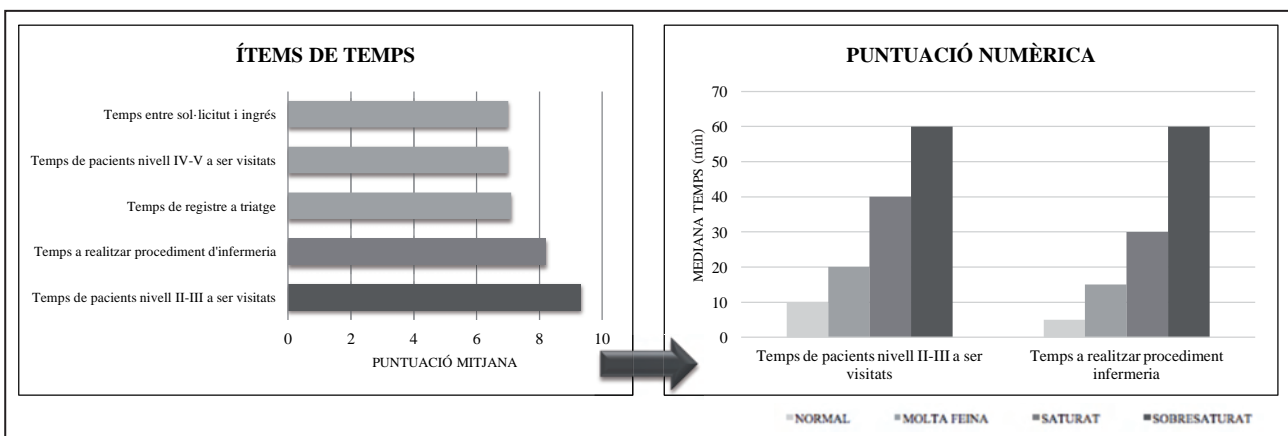 ÍTEMS DE TEMPS
Temps entre sol·licitut i ingrés
Temps de pacients nivell IV-V a ser visitats
Temps de registre a triatge
Temps a realitzar procediment d'infermeria
Temps de pacients nivell II-III a ser visitats
0 2 4 6 8 10
PUNTUACIÓ MITJANA
PUNTUACIÓ NUMÈRICA
MEDIANA TEMPS (mín)
70
60
50
40
30
20
10
0
Temps de pacients nivell II-III a ser
visitats
Temps a realitzar procediment
infermeria
NORMAL MOLTA FEINA SATURAT SOBRESATURAT